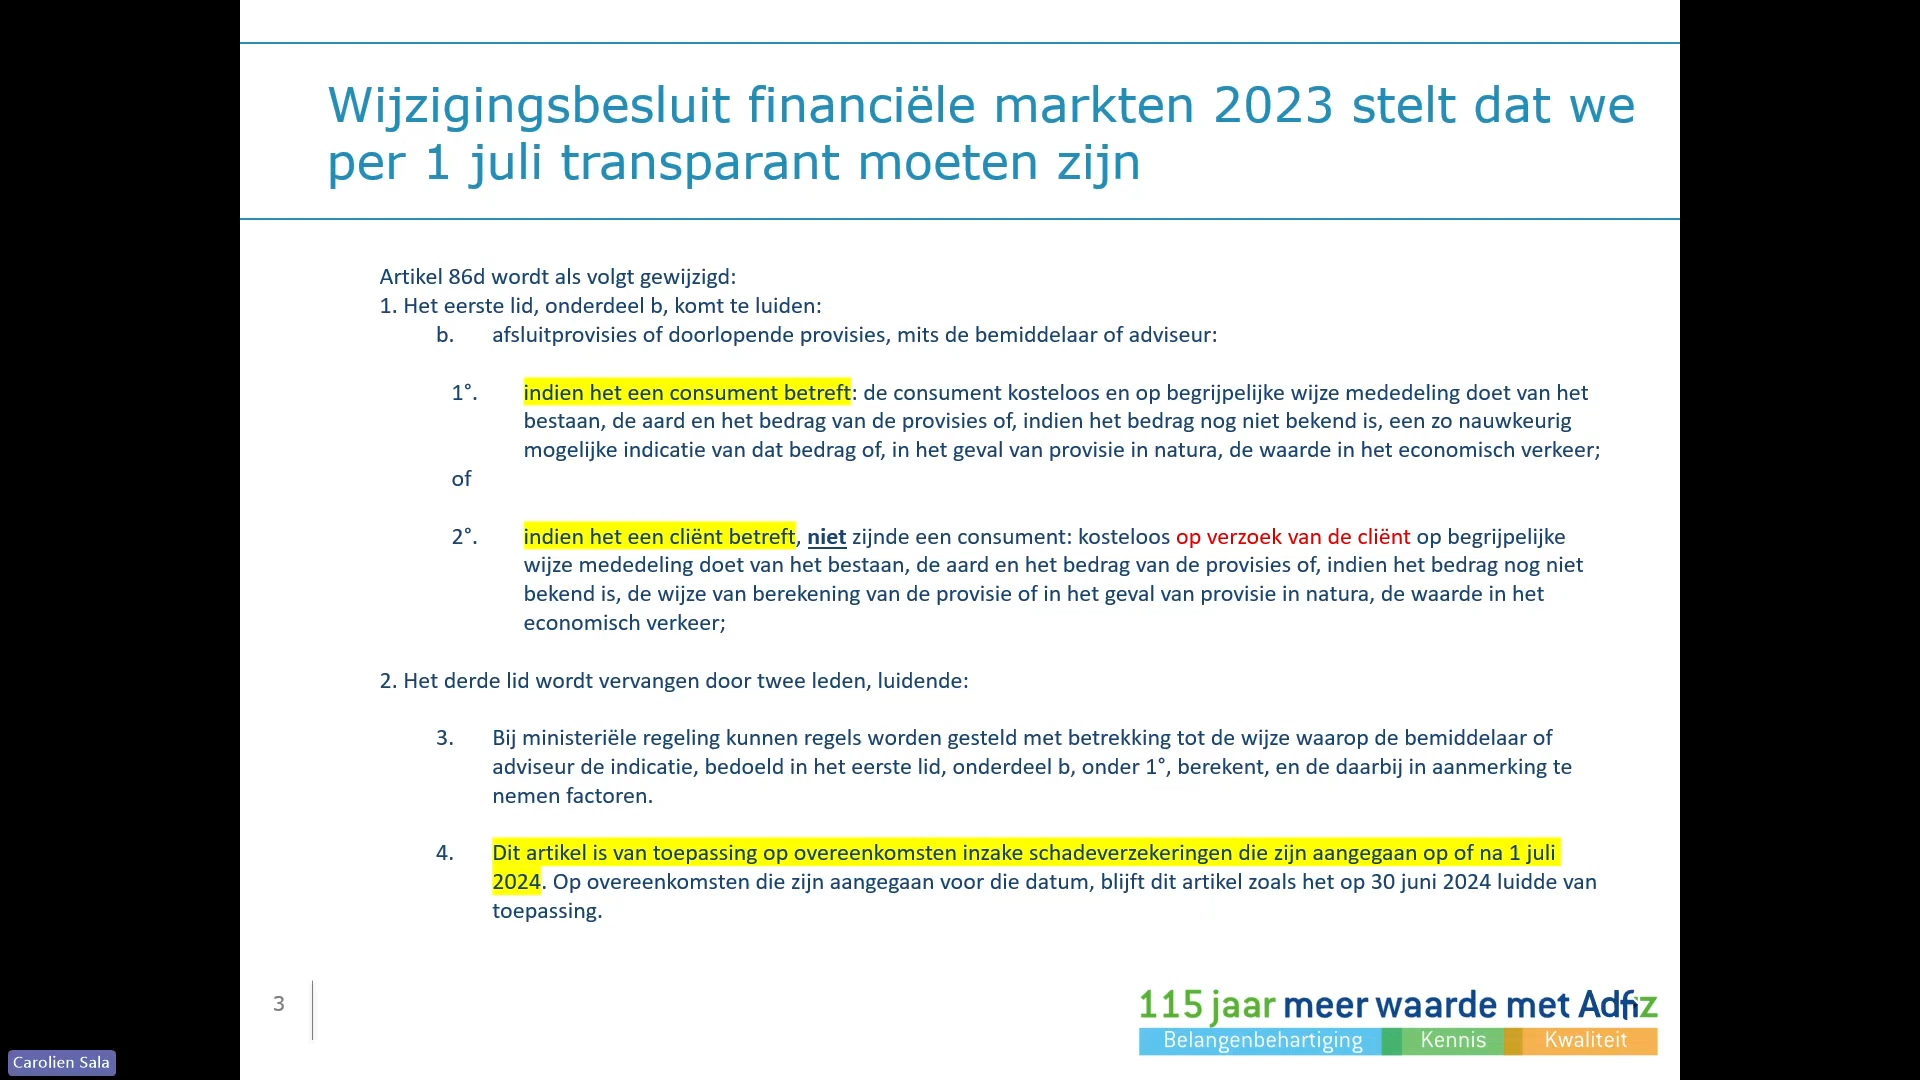 Wijzigingsbesluit financiële markten 2023 stelt dat we
per 1 juli transparant moeten zijn
Artikel 86d wordt als volgt gewijzigd:
1. Het eerste lid, onderdeel b, komt te luiden:
b. afsluitprovisies of doorlopende provisies, mits de bemiddelaar of adviseur:
1°. indien het een consument betreft: de consument kosteloos en op begrijpelijke wijze mededeling doet van het
bestaan, de aard en het bedrag van de provisies of, indien het bedrag nog niet bekend is, een zo nauwkeurig
mogelijke indicatie van dat bedrag of, in het geval van provisie in natura, de waarde in het economisch verkeer;
of
2°. indien het een cliënt betreft, niet zijnde een consument: kosteloos op verzoek van de cliënt op begrijpelijke
wijze mededeling doet van het bestaan, de aard en het bedrag van de provisies of, indien het bedrag nog niet
bekend is, de wijze van berekening van de provisie of in het geval van provisie in natura, de waarde in het
economisch verkeer;
2. Het derde lid wordt vervangen door twee leden, luidende:
3. Bij ministeriële regeling kunnen regels worden gesteld met betrekking tot de wijze waarop de bemiddelaar of
adviseur de indicatie, bedoeld in het eerste lid, onderdeel b, onder 1°, berekent, en de daarbij in aanmerking te
nemen factoren.
4. Dit artikel is van toepassing op overeenkomsten inzake schadeverzekeringen die zijn aangegaan op of na 1 juli
2024. Op overeenkomsten die zijn aangegaan voor die datum, blijft dit artikel zoals het op 30 juni 2024 luidde van
toepassing.
3
115 jaar meer waarde met Adfiz
Belangenbehartiging Kennis Kwaliteit
Carolien Sala